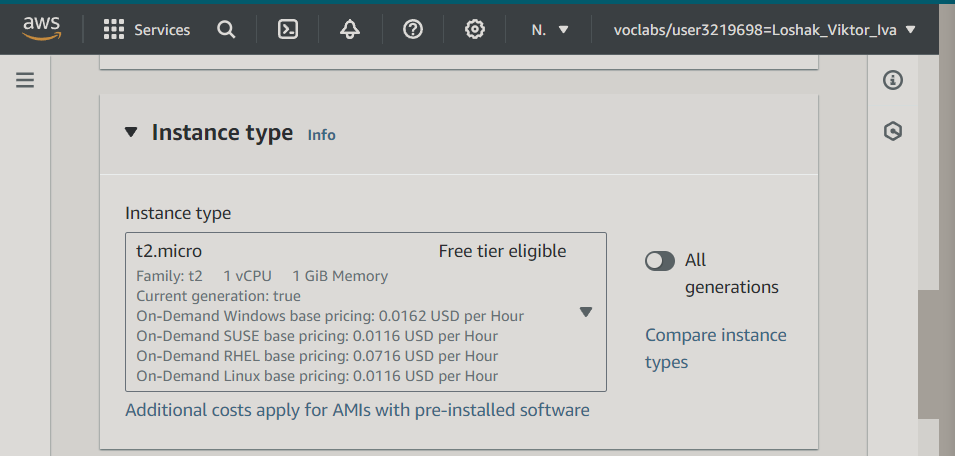 aws Services N. voclabs/user3219698=Loshak_Viktor_Iva
Instance type Info
Instance type
t2.micro Free tier eligible
Family: t2 1 vCPU 1 GiB Memory
Current generation: true
On-Demand Windows base pricing: 0.0162 USD per Hour
On-Demand SUSE base pricing: 0.0116 USD per Hour
On-Demand RHEL base pricing: 0.0716 USD per Hour
On-Demand Linux base pricing: 0.0116 USD per Hour
All
generations
Compare instance
types
Additional costs apply for AMIs with pre-installed software